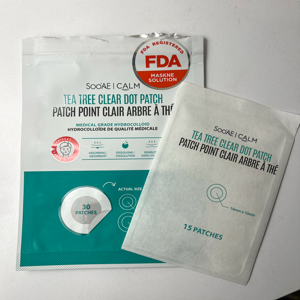 FDA REGISTERED
FDA
MASKNE
SOLUTION
SOOAE | CALM
TEA TREE CLEAR DOT PATCH
PATCH POINT CLAIR ARBRE À THÉ
MEDICAL GRADE HYDROCOLLOID
HYDROCOLLOÏDE DE QUALITÉ MÉDICALE
ACTUAL SIZE
30
PATCHES
SOOAE | CALM
TEA TREE CLEAR DOT PATCH
PATCH POINT CLAIR ARBRE À THÉ
15 PATCHES